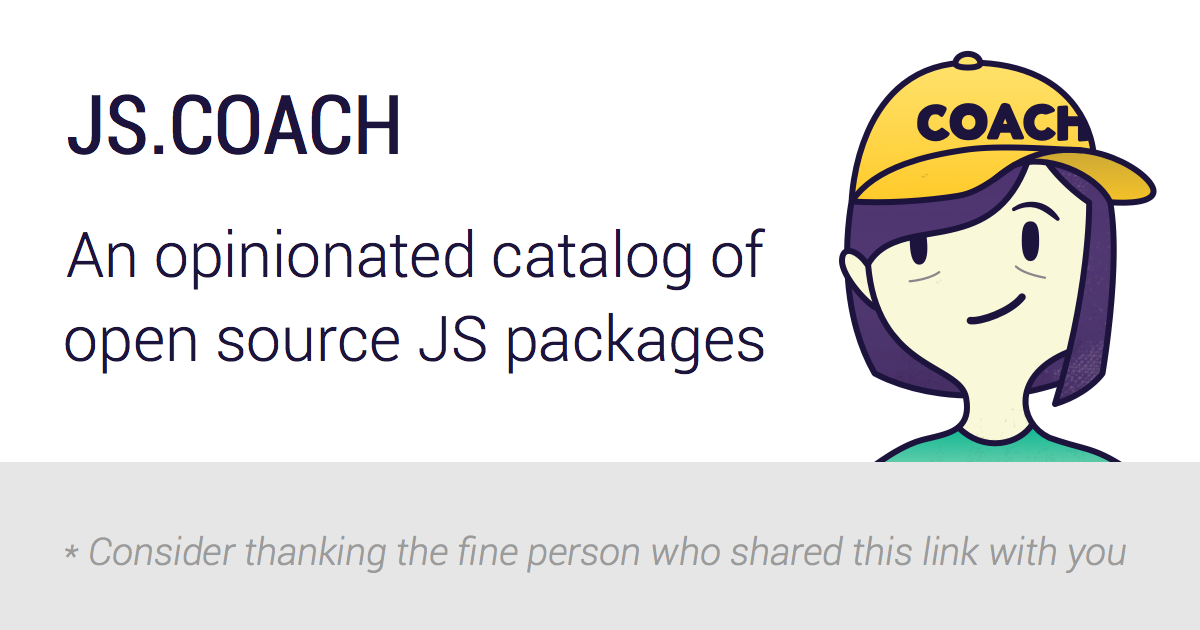 JS.COACH
COACH
An opinionated catalog of
open source JS packages
* Consider thanking the fine person who shared this link with you